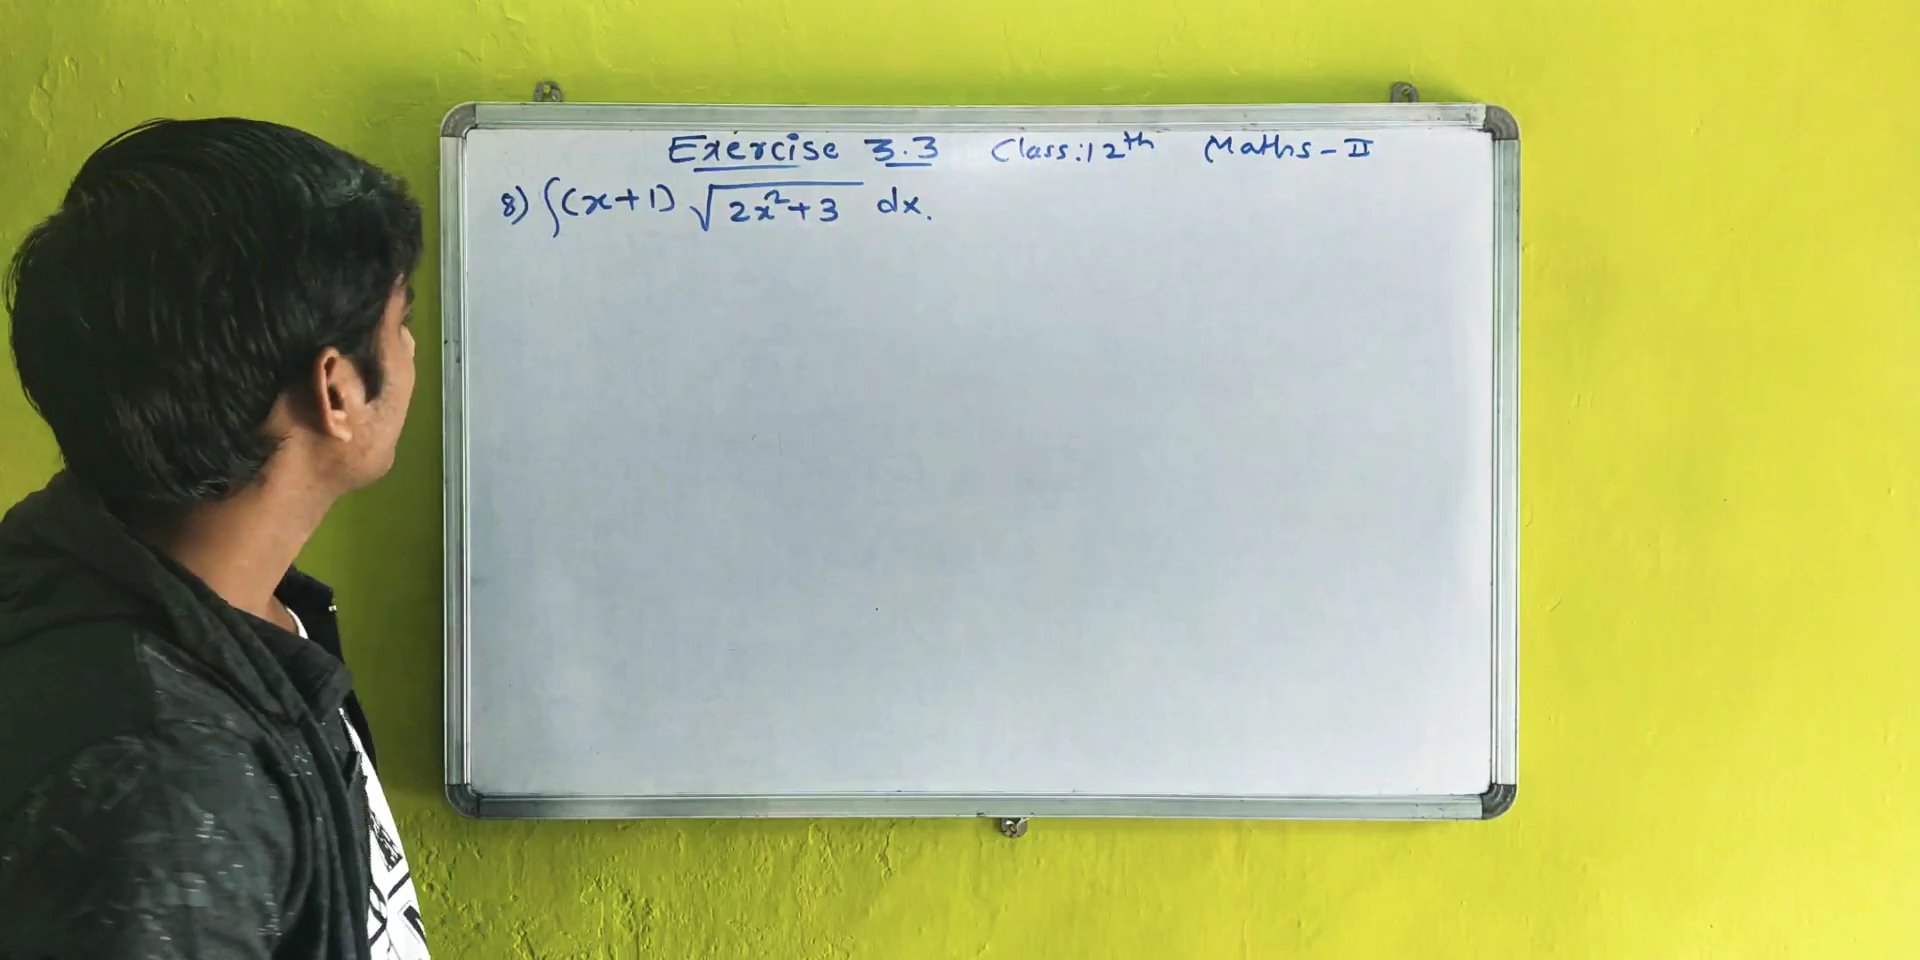 Exercise 3.3 Class:12th Maths-II
8) ∫(x+1) √(2x²+3) dx.